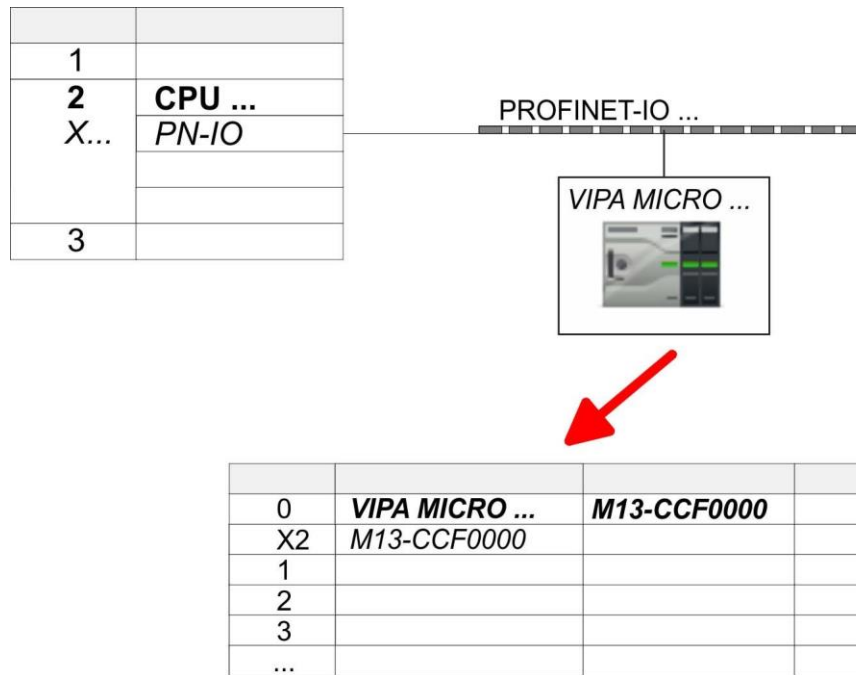 1
2 CPU ...
X... PN-IO
3
PROFINET-IO ...
VIPA MICRO ...
0 VIPA MICRO ... M13-CCF0000
X2 M13-CCF0000
1
2
3
...